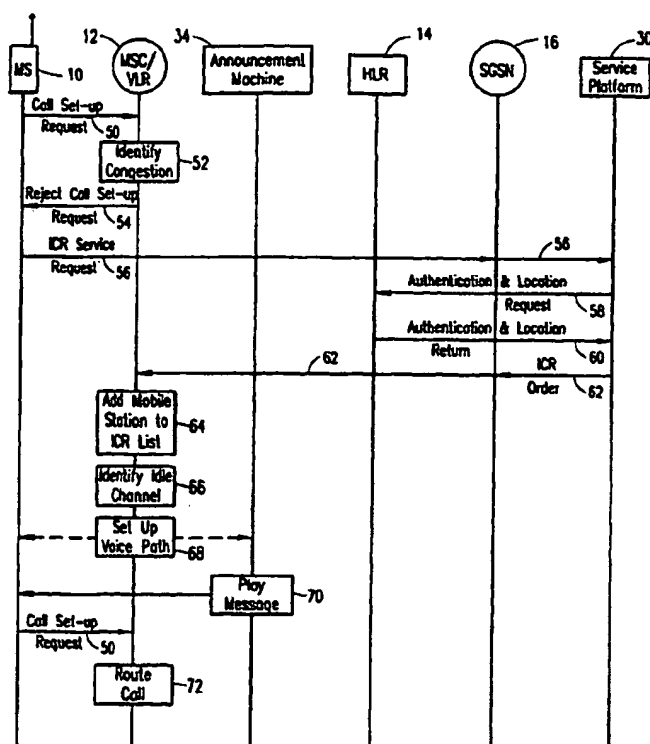 12
34
14
16
30
MS
10
MSC/
VLR
Announcement
Machine
HLR
SGSN
Service
Platform
Call Set-up
Request
50
Identify
Congestion
52
Reject Call Set-up
Request
54
ICR Service
Request
56
56
Authentication & Location
Request
58
Authentication & Location
Return
60
62
ICR
Order
62
Add Mobile
Station to
ICR List
64
Identify Idle
Channel
66
Set Up
Voice Path
68
Play
Message
70
Call Set-up
Request
50
Route
Call
72